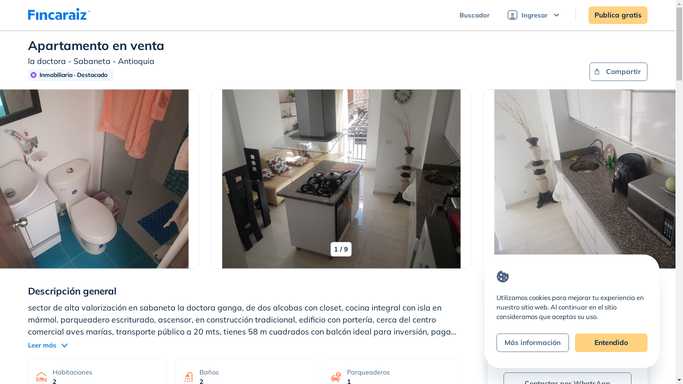 Fincaraiz
Buscador
Ingresar
Publica gratis
Apartamento en venta
la doctora - Sabaneta - Antioquia
Inmobiliaria · Destacado
Compartir
1 / 9
Descripción general
sector de alta valorización en sabaneta la doctora ganga, de dos alcobas con closet, cocina integral con isla en
mármol, parqueadero escriturado, ascensor, en construcción tradicional, edificio con portería, cerca del centro
comercial aves marías, transporte público a 20 mts, tienes 58 m cuadrados con balcón ideal para inversión, paga...
Leer más
Habitaciones
2
Baños
2
Parqueaderos
1
Utilizamos cookies para mejorar tu experiencia en
nuestro sitio web. Al continuar en el sitio
consideramos que aceptas su uso.
Más información
Entendido
Contactar por WhatsApp